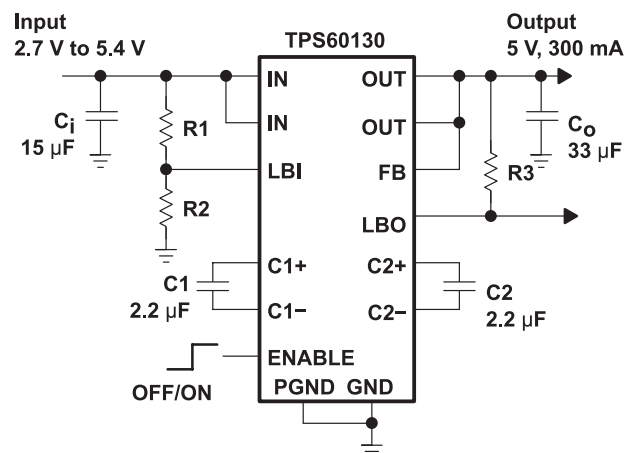 Input
2.7 V to 5.4 V
TPS60130
Output
5 V, 300 mA
IN
OUT
Ci
15 µF
R1
IN
OUT
Co
33 µF
LBI
FB
R3
R2
LBO
C1
2.2 µF
C1+
C2+
C2
2.2 µF
C1−
C2−
ENABLE
OFF/ON
PGND GND